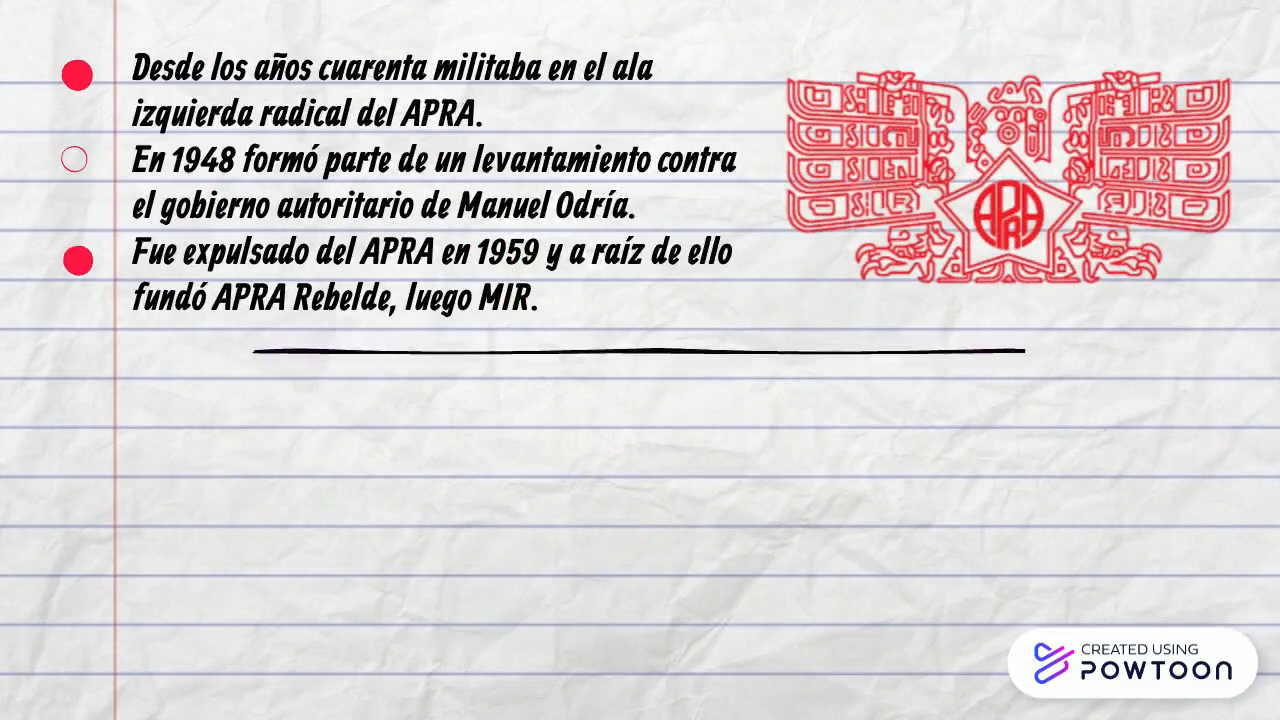 Desde los años cuarenta militaba en el ala
izquierda radical del APRA.
En 1948 formó parte de un levantamiento contra
el gobierno autoritario de Manuel Odría.
Fue expulsado del APRA en 1959 y a raíz de ello
fundó APRA Rebelde, luego MIR.
APRA
CREATED USING
POWTOON